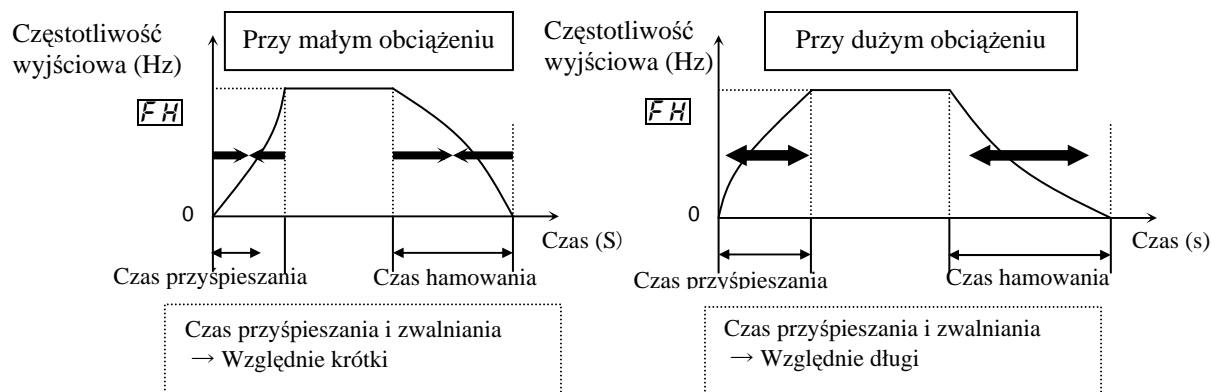 Częstotliwość
wyjściowa (Hz)
Przy małym obciążeniu
FH
0
Czas (S)
Czas przyśpieszania
Czas hamowania
Czas przyśpieszania i zwalniania
→ Względnie krótki
Częstotliwość
wyjściowa (Hz)
Przy dużym obciążeniu
FH
0
Czas (s)
Czas przyśpieszania
Czas hamowania
Czas przyśpieszania i zwalniania
→ Względnie długi